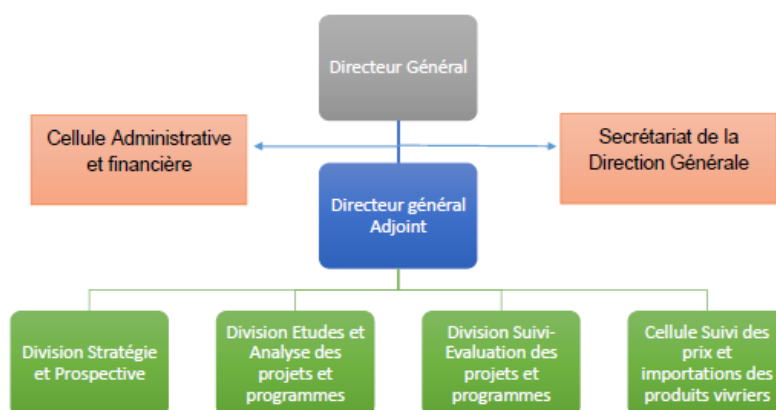 Directeur Général
Cellule Administrative
et financière
Secrétariat de la
Direction Générale
Directeur général
Adjoint
Division Stratégie
et Prospective
Division Etudes et
Analyse des
projets et
programmes
Division Suivi-
Evaluation des
projets et
programmes
Cellule Suivi des
prix et
importations des
produits vivriers